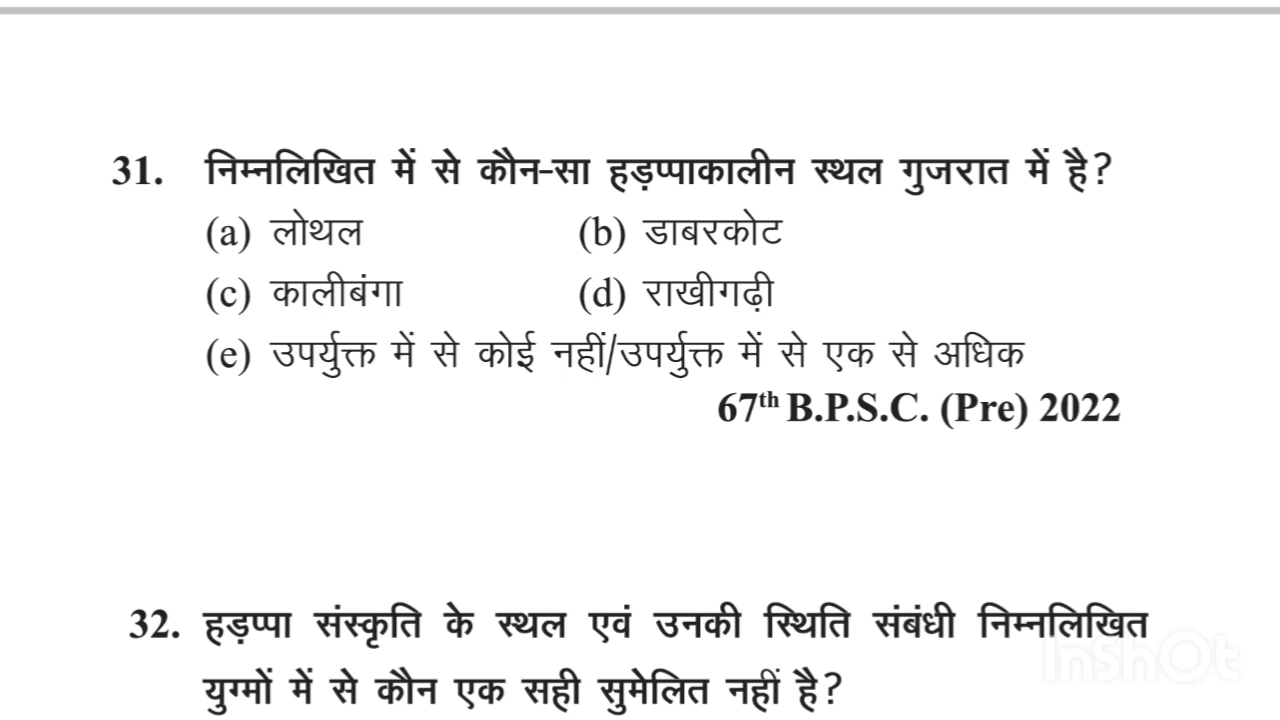 31. निम्नलिखित में से कौन-सा हड़प्पाकालीन स्थल गुजरात में है?
(a) लोथल (b) डाबरकोट
(c) कालीबंगा (d) राखीगढ़ी
(e) उपर्युक्त में से कोई नहीं/उपर्युक्त में से एक से अधिक
67th B.P.S.C. (Pre) 2022
32. हड़प्पा संस्कृति के स्थल एवं उनकी स्थिति संबंधी निम्नलिखित
युग्मों में से कौन एक सही सुमेलित नहीं है?
InShOt